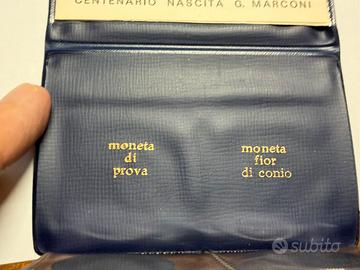 CENTENARIO NASCITA G. MARCONI
moneta
di
prova
moneta
fior
di conio
subito